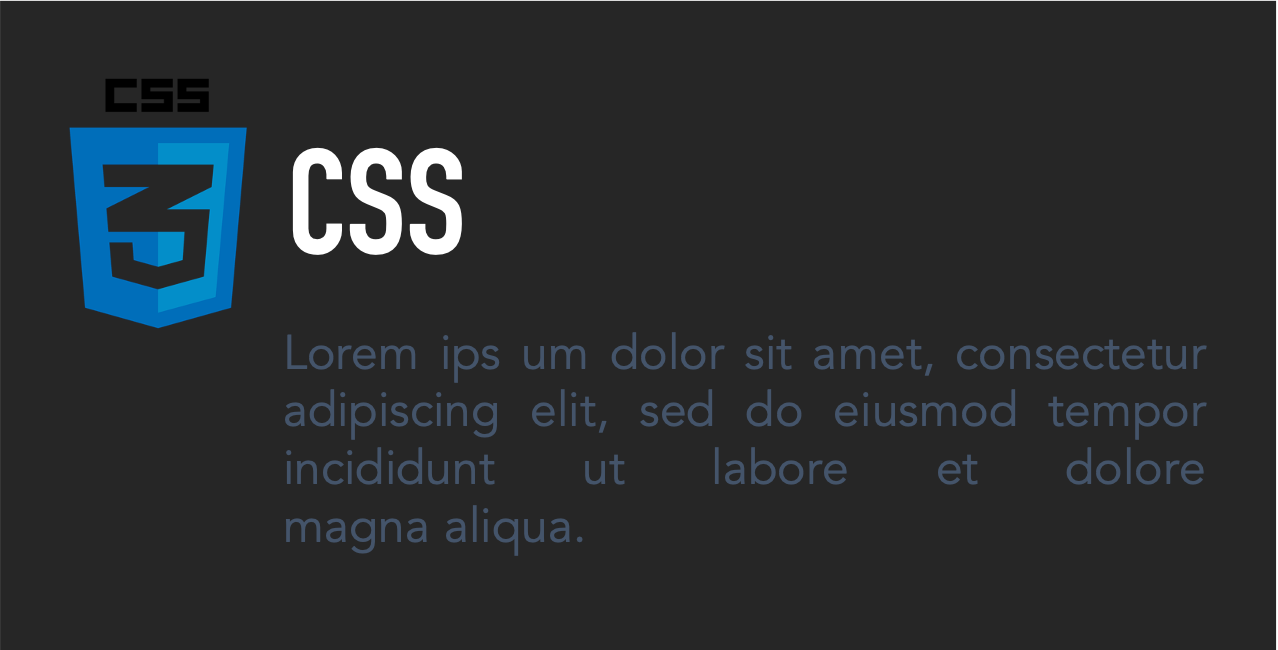 CSS
3
CSS
Lorem ips um dolor sit amet, consectetur
adipiscing elit, sed do eiusmod tempor
incididunt ut labore et dolore
magna aliqua.